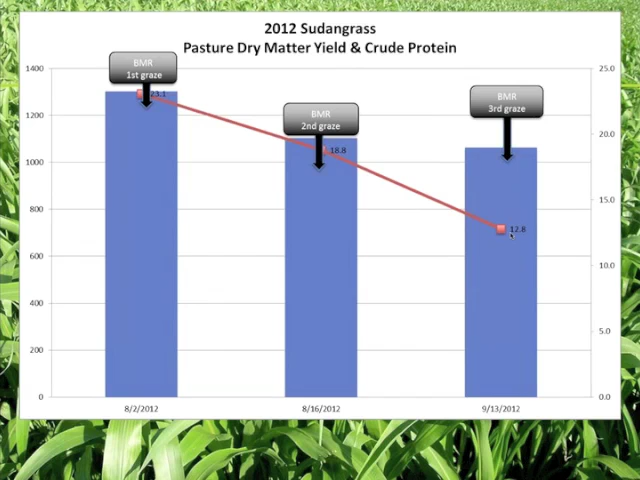 2012 Sudangrass
Pasture Dry Matter Yield & Crude Protein
BMR
1st graze
BMR
2nd graze
BMR
3rd graze
23.1
18.8
12.8
1400
1200
1000
800
600
400
200
0
25.0
20.0
15.0
10.0
5.0
0.0
8/2/2012
8/16/2012
9/13/2012